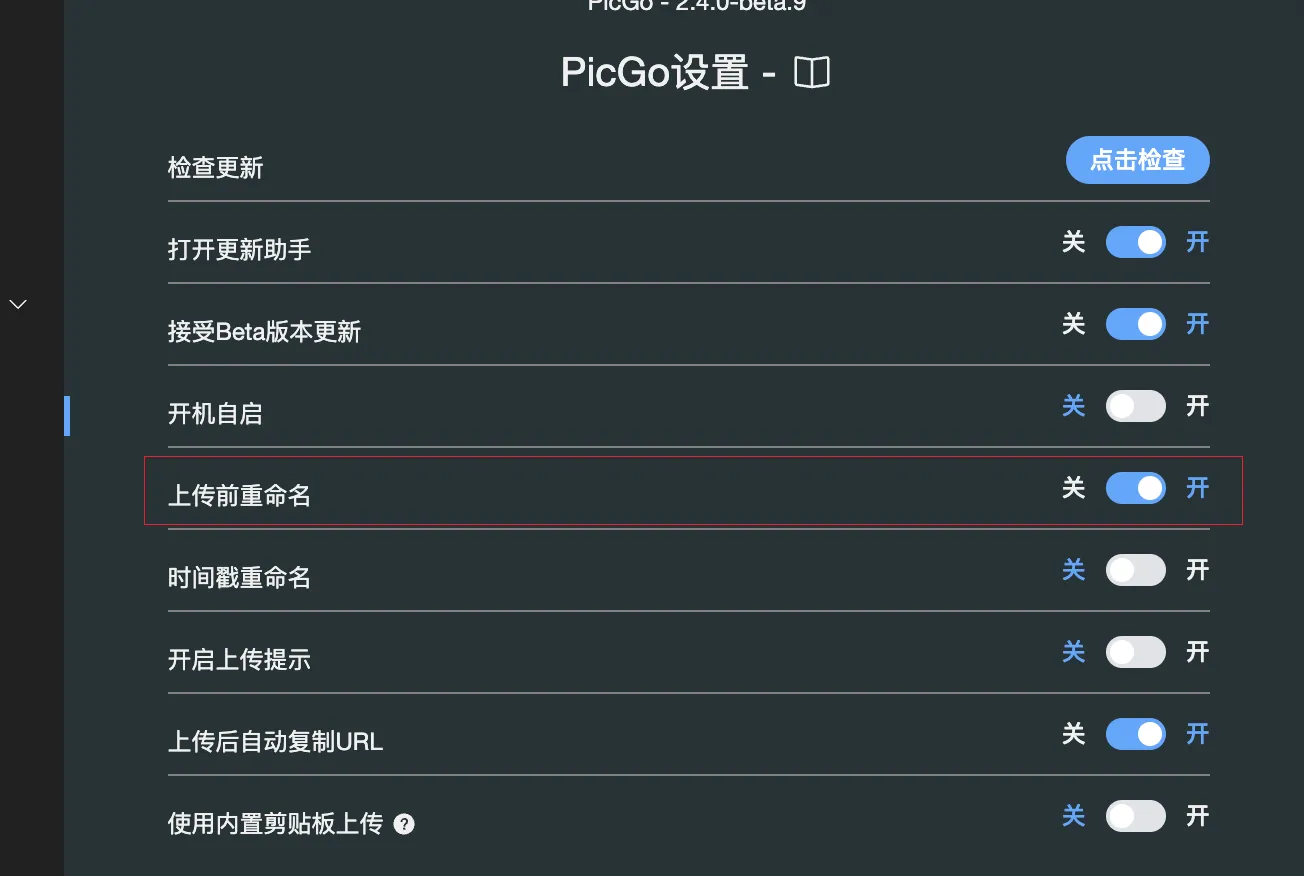 PicGo - 2.4.0-beta.9
PicGo设置 -
检查更新 点击检查
打开更新助手 关 开
接受Beta版本更新 关 开
开机自启 关 开
上传前重命名 关 开
时间戳重命名 关 开
开启上传提示 关 开
上传后自动复制URL 关 开
使用内置剪贴板上传 ? 关 开